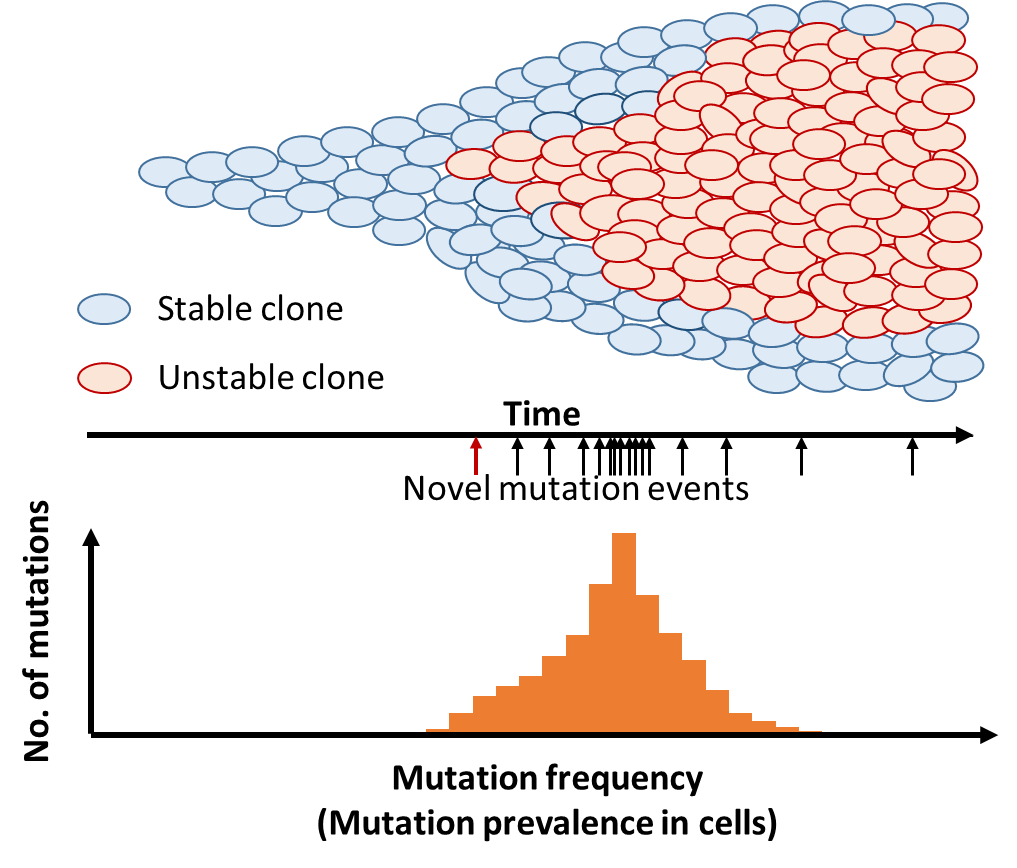 Stable clone
Unstable clone
Time
Novel mutation events
No. of mutations
Mutation frequency
(Mutation prevalence in cells)